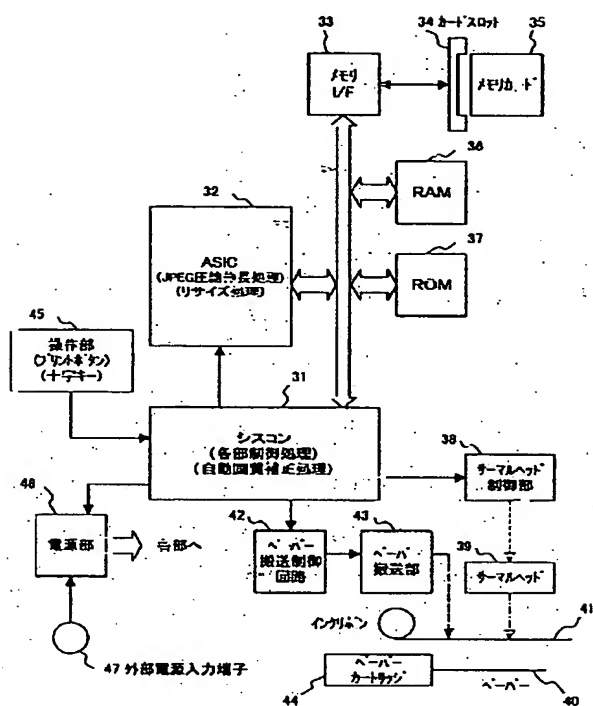 33
34 カードスロット
35
メモリ
I/F
メモリカード
36
RAM
32
ASIC
(JPEG圧縮伸長処理)
(リサイズ処理)
37
ROM
45
操作部
(プリントボタン)
(十字キー)
31
シスコン
(各部制御処理)
(自動画質補正処理)
38
サーマルヘッド
制御部
46
電源部
各部へ
42
ペーパー
搬送制御
回路
43
ペーパー
搬送部
39
サーマルヘッド
インクリボン
41
47 外部電源入力端子
ペーパー
カートリッジ
44
ペーパー
40